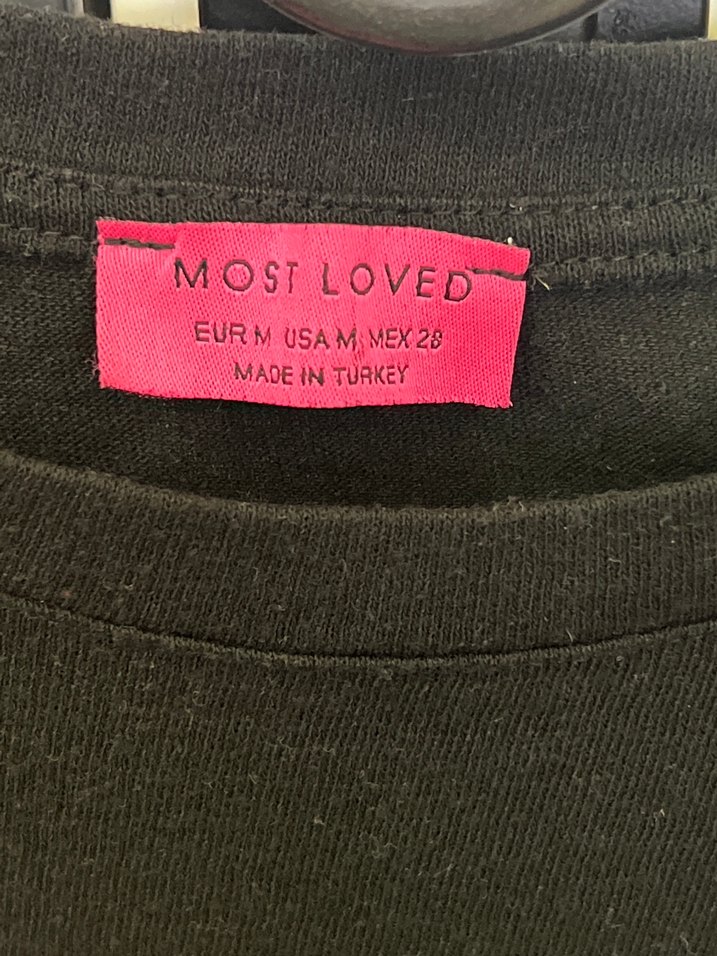 MOST LOVED
EUR M USA M MEX 28
MADE IN TURKEY